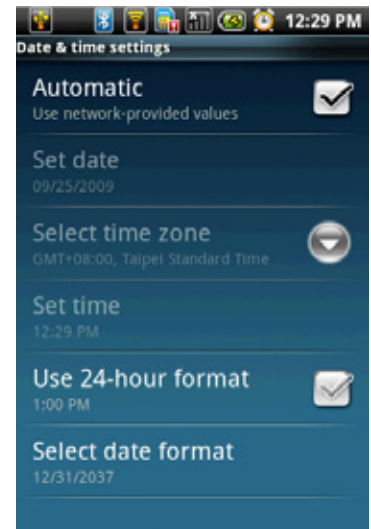 12:29 PM
Date & time settings
Automatic
Use network-provided values
Set date
09/25/2009
Select time zone
GMT+08:00, Taipei Standard Time
Set time
12:29 PM
Use 24-hour format
1:00 PM
Select date format
12/31/2037